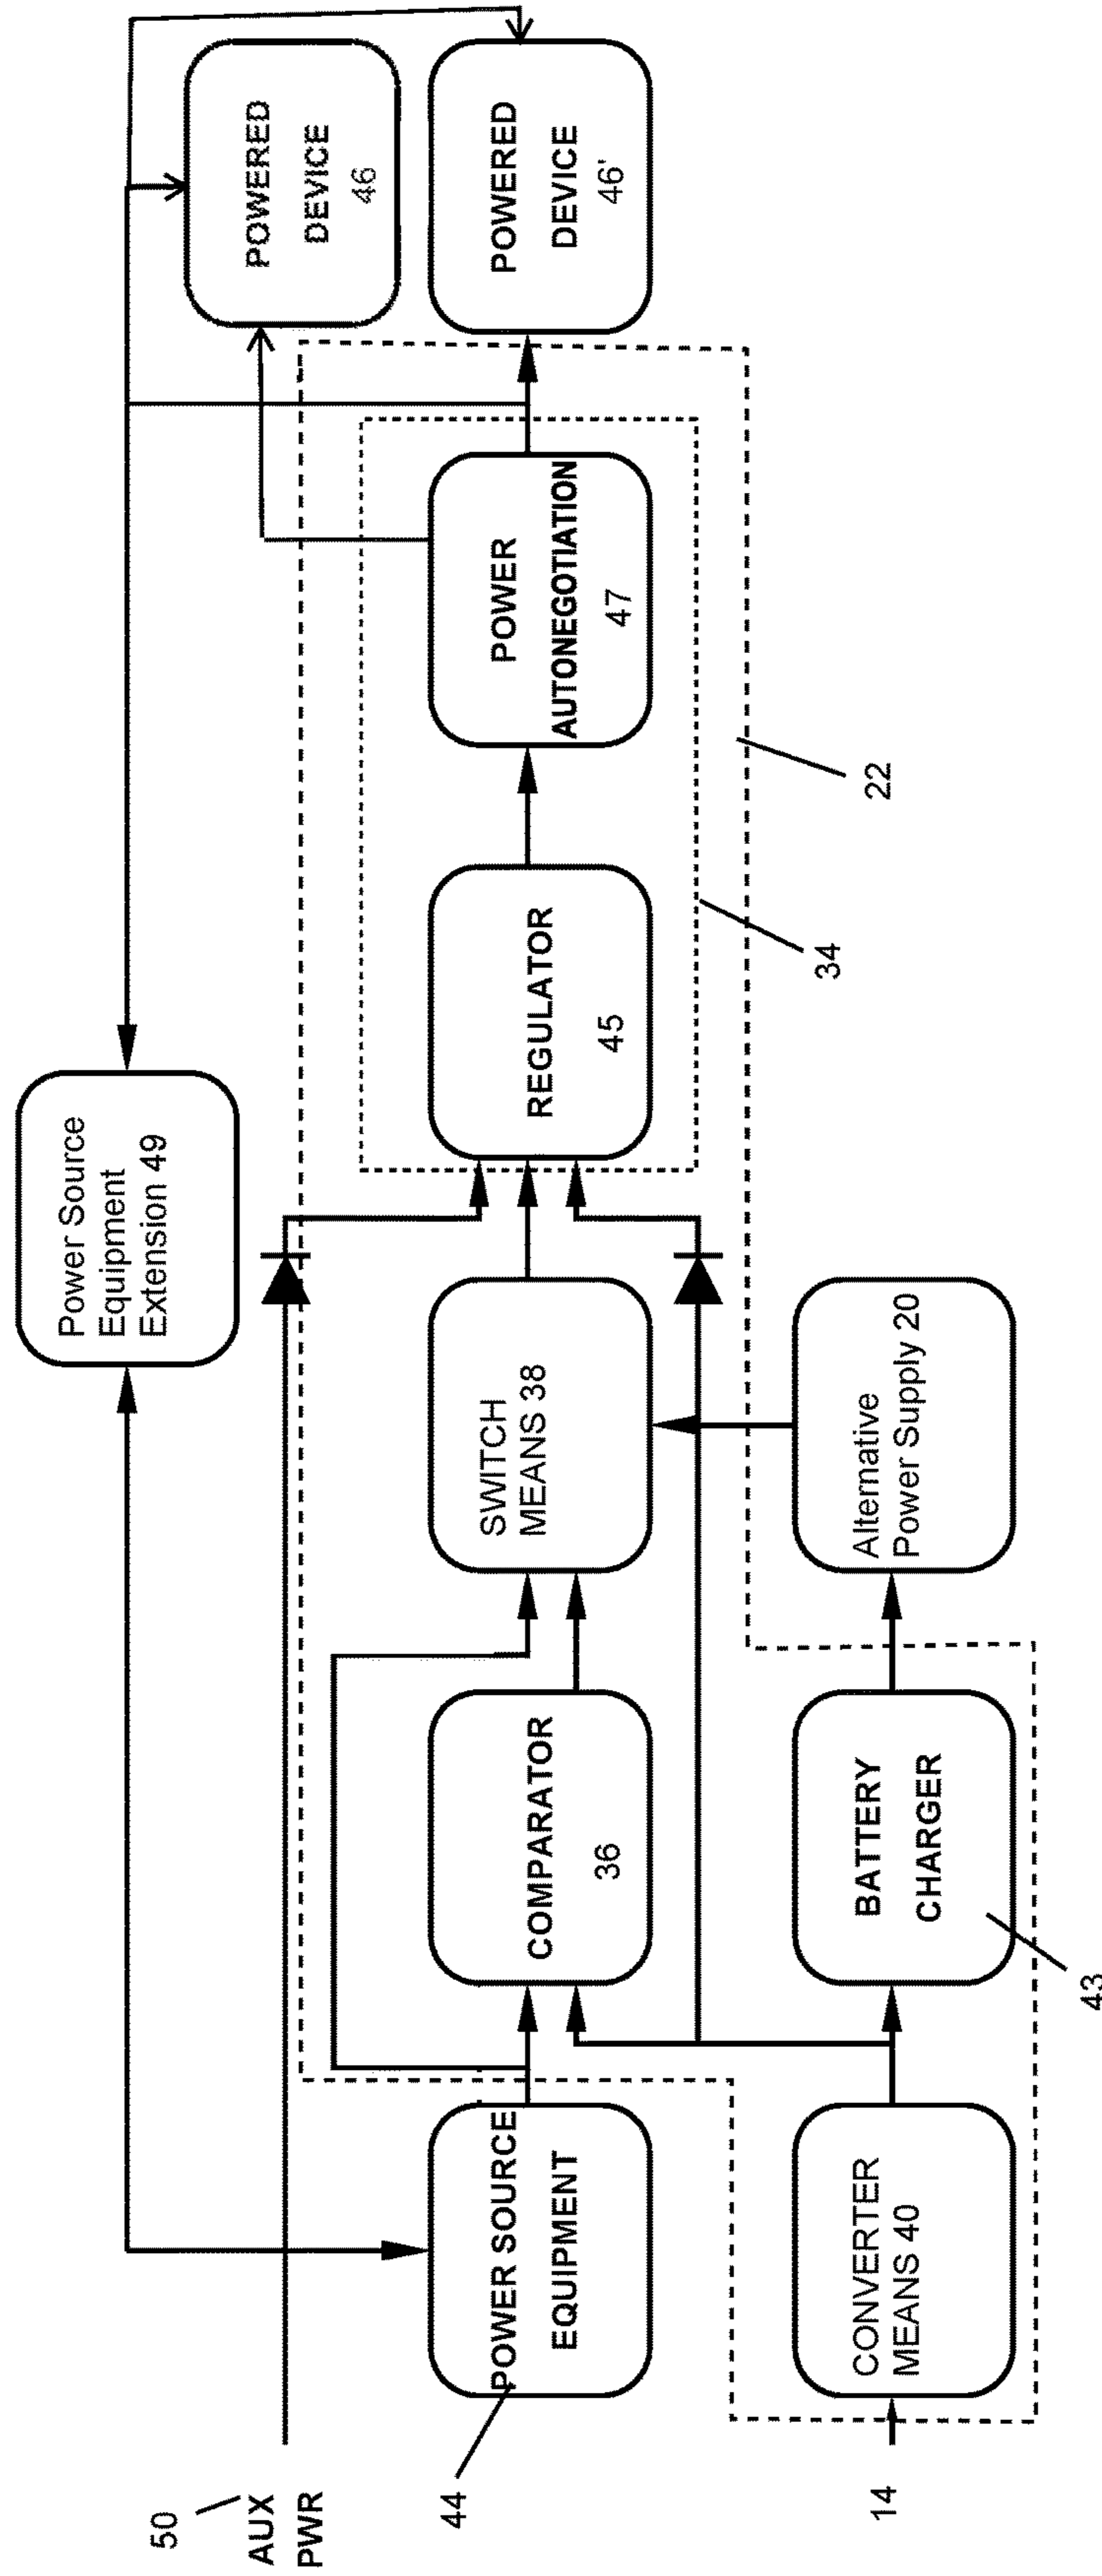 50
AUX
PWR
44
POWER SOURCE
EQUIPMENT
14
CONVERTER
MEANS 40
COMPARATOR
36
BATTERY
CHARGER
43
SWITCH
MEANS 38
Alternative
Power Supply 20
Power Source
Equipment
Extension 49
REGULATOR
45
34
POWER
AUTONEGOTIATION
47
22
POWERED
DEVICE
46
POWERED
DEVICE
46'